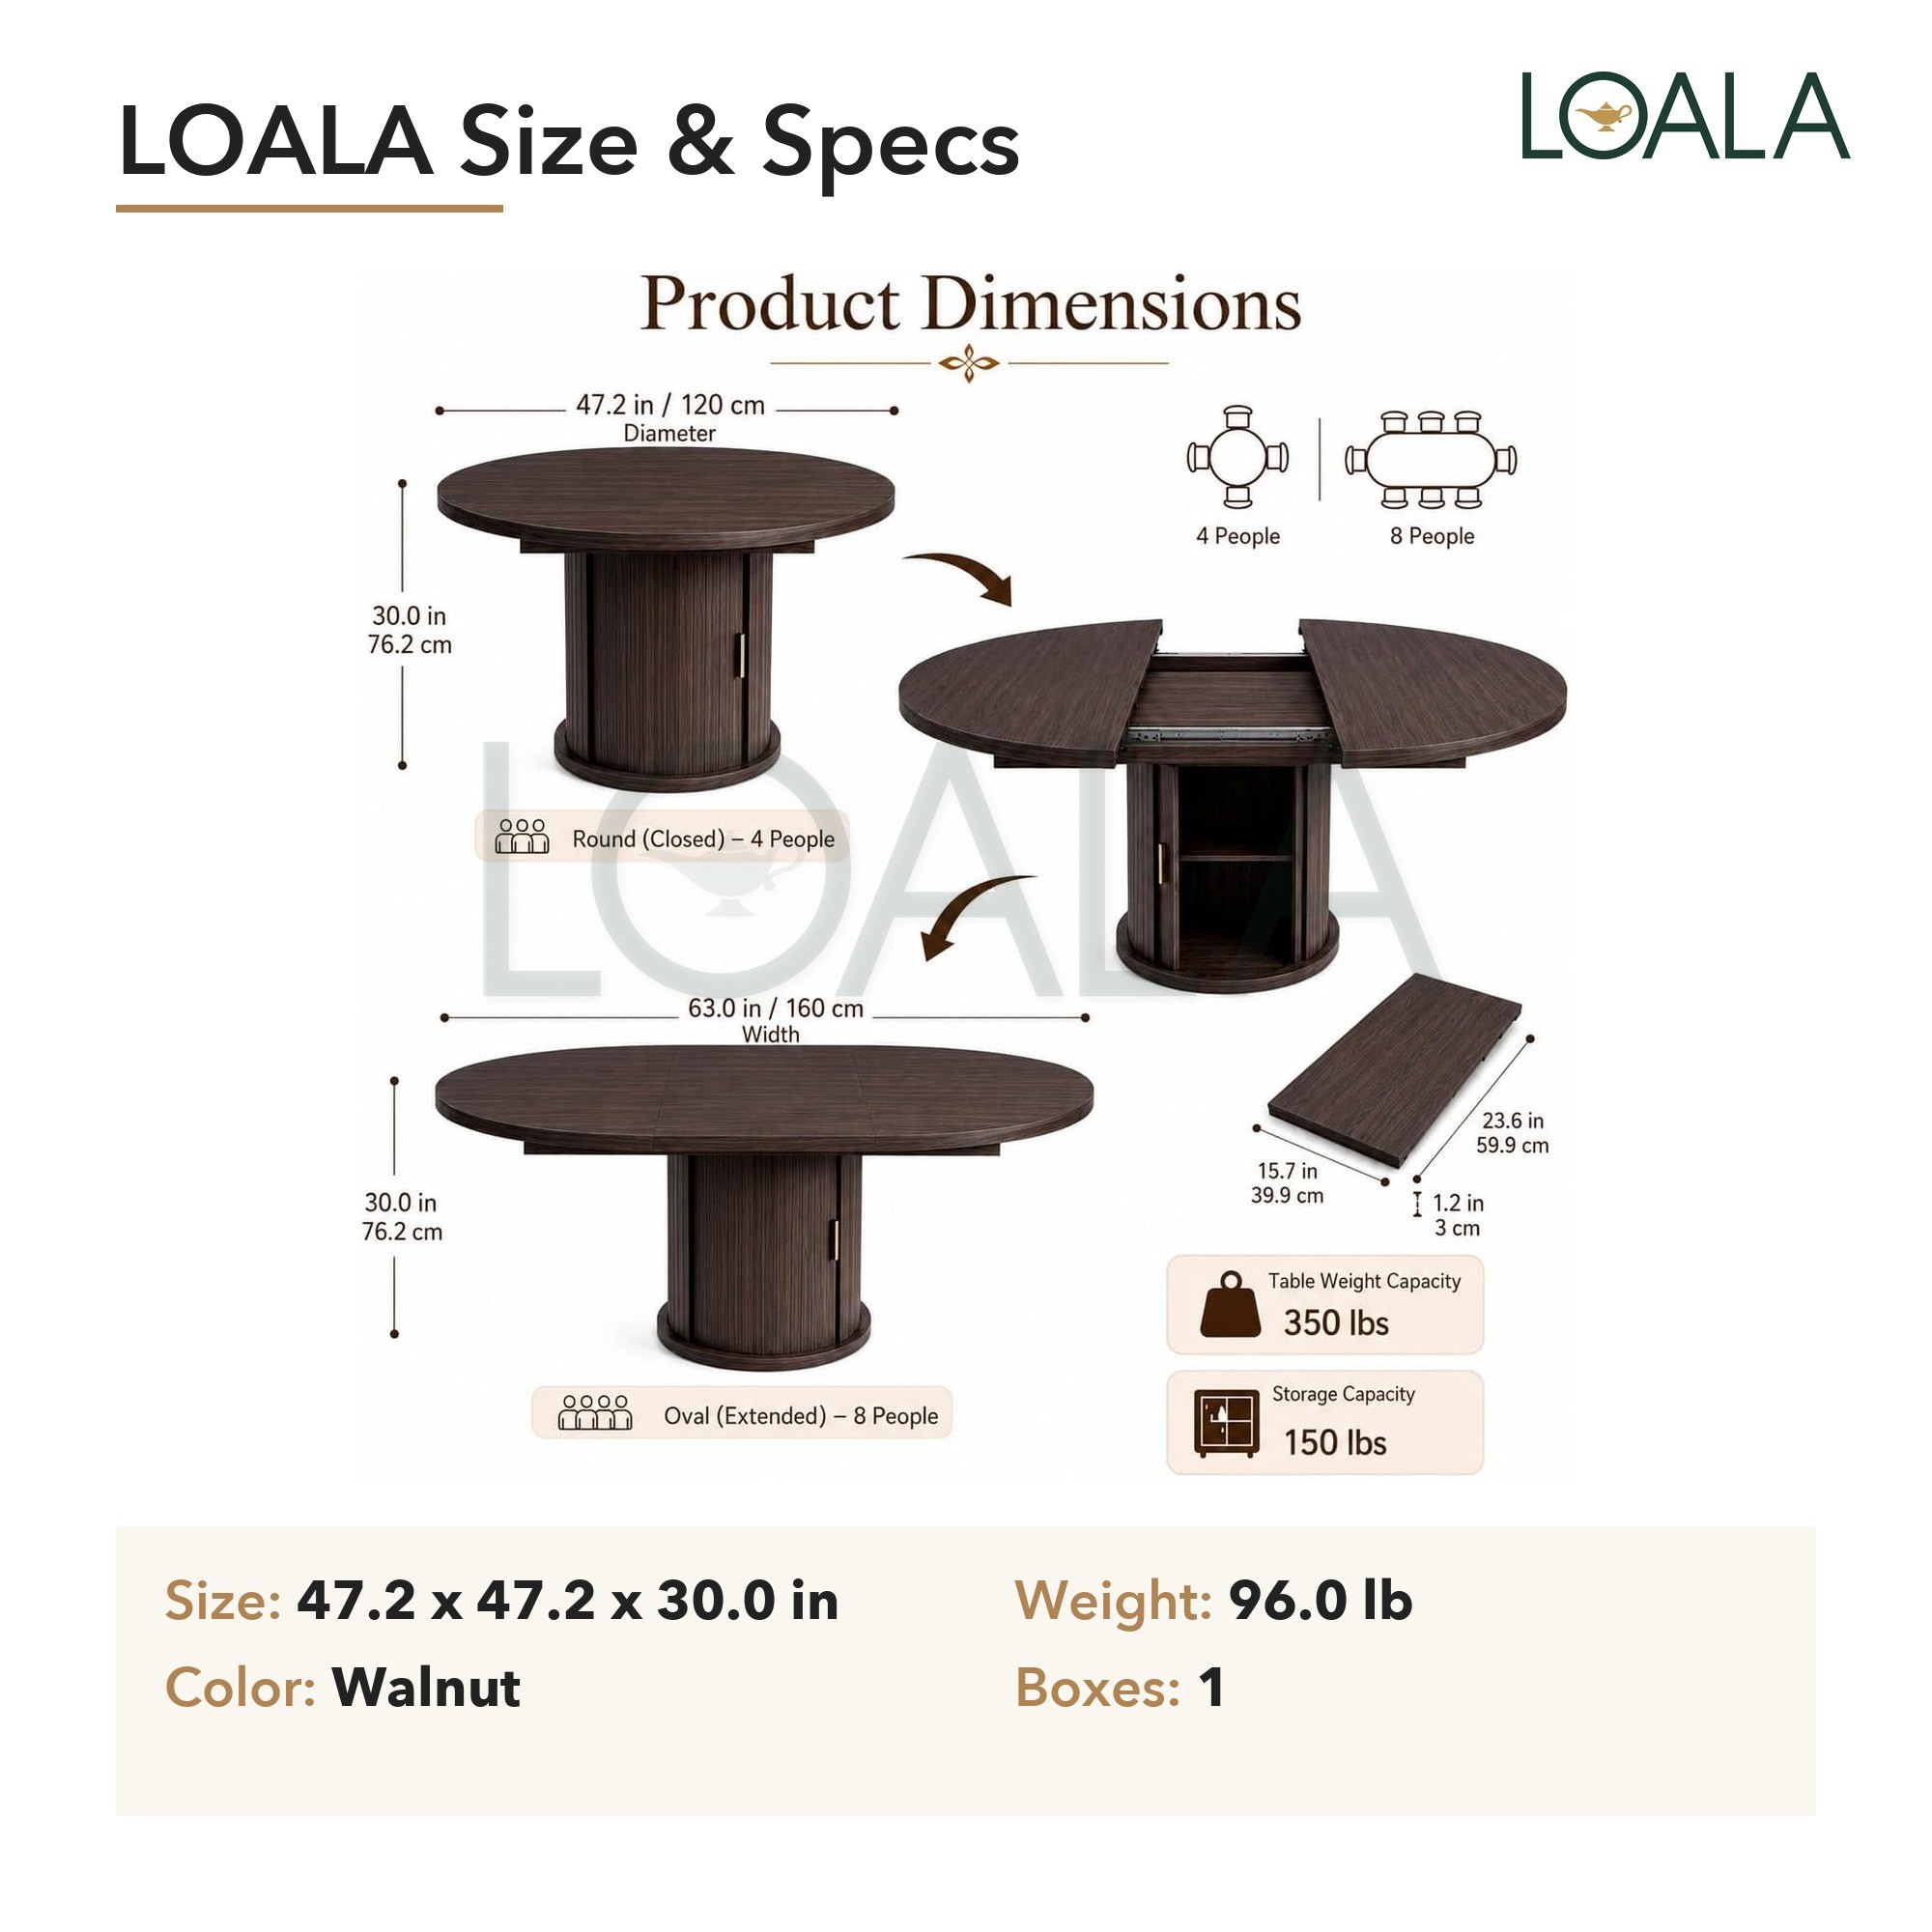 LOALA Size & Specs
LOALA
Product Dimensions
47.2 in / 120 cm
Diameter
30.0 in
76.2 cm
4 People
8 People
Round (Closed) – 4 People
LOALA
63.0 in / 160 cm
Width
30.0 in
76.2 cm
23.6 in
59.9 cm
15.7 in
39.9 cm
1.2 in
3 cm
Table Weight Capacity
350 lbs
Storage Capacity
150 lbs
Oval (Extended) – 8 People
Size: 47.2 x 47.2 x 30.0 in
Weight: 96.0 lb
Color: Walnut
Boxes: 1